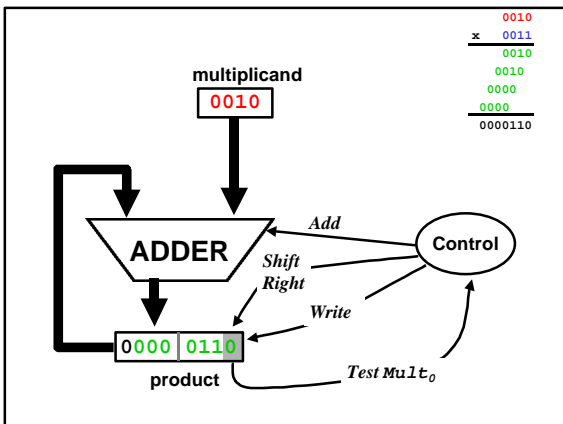 0010
x 0011
0010
0010
0000
0000
0000110
multiplicand
0010
ADDER
Add
Control
Shift
Right
Write
0000 0110
product
Test Mult0